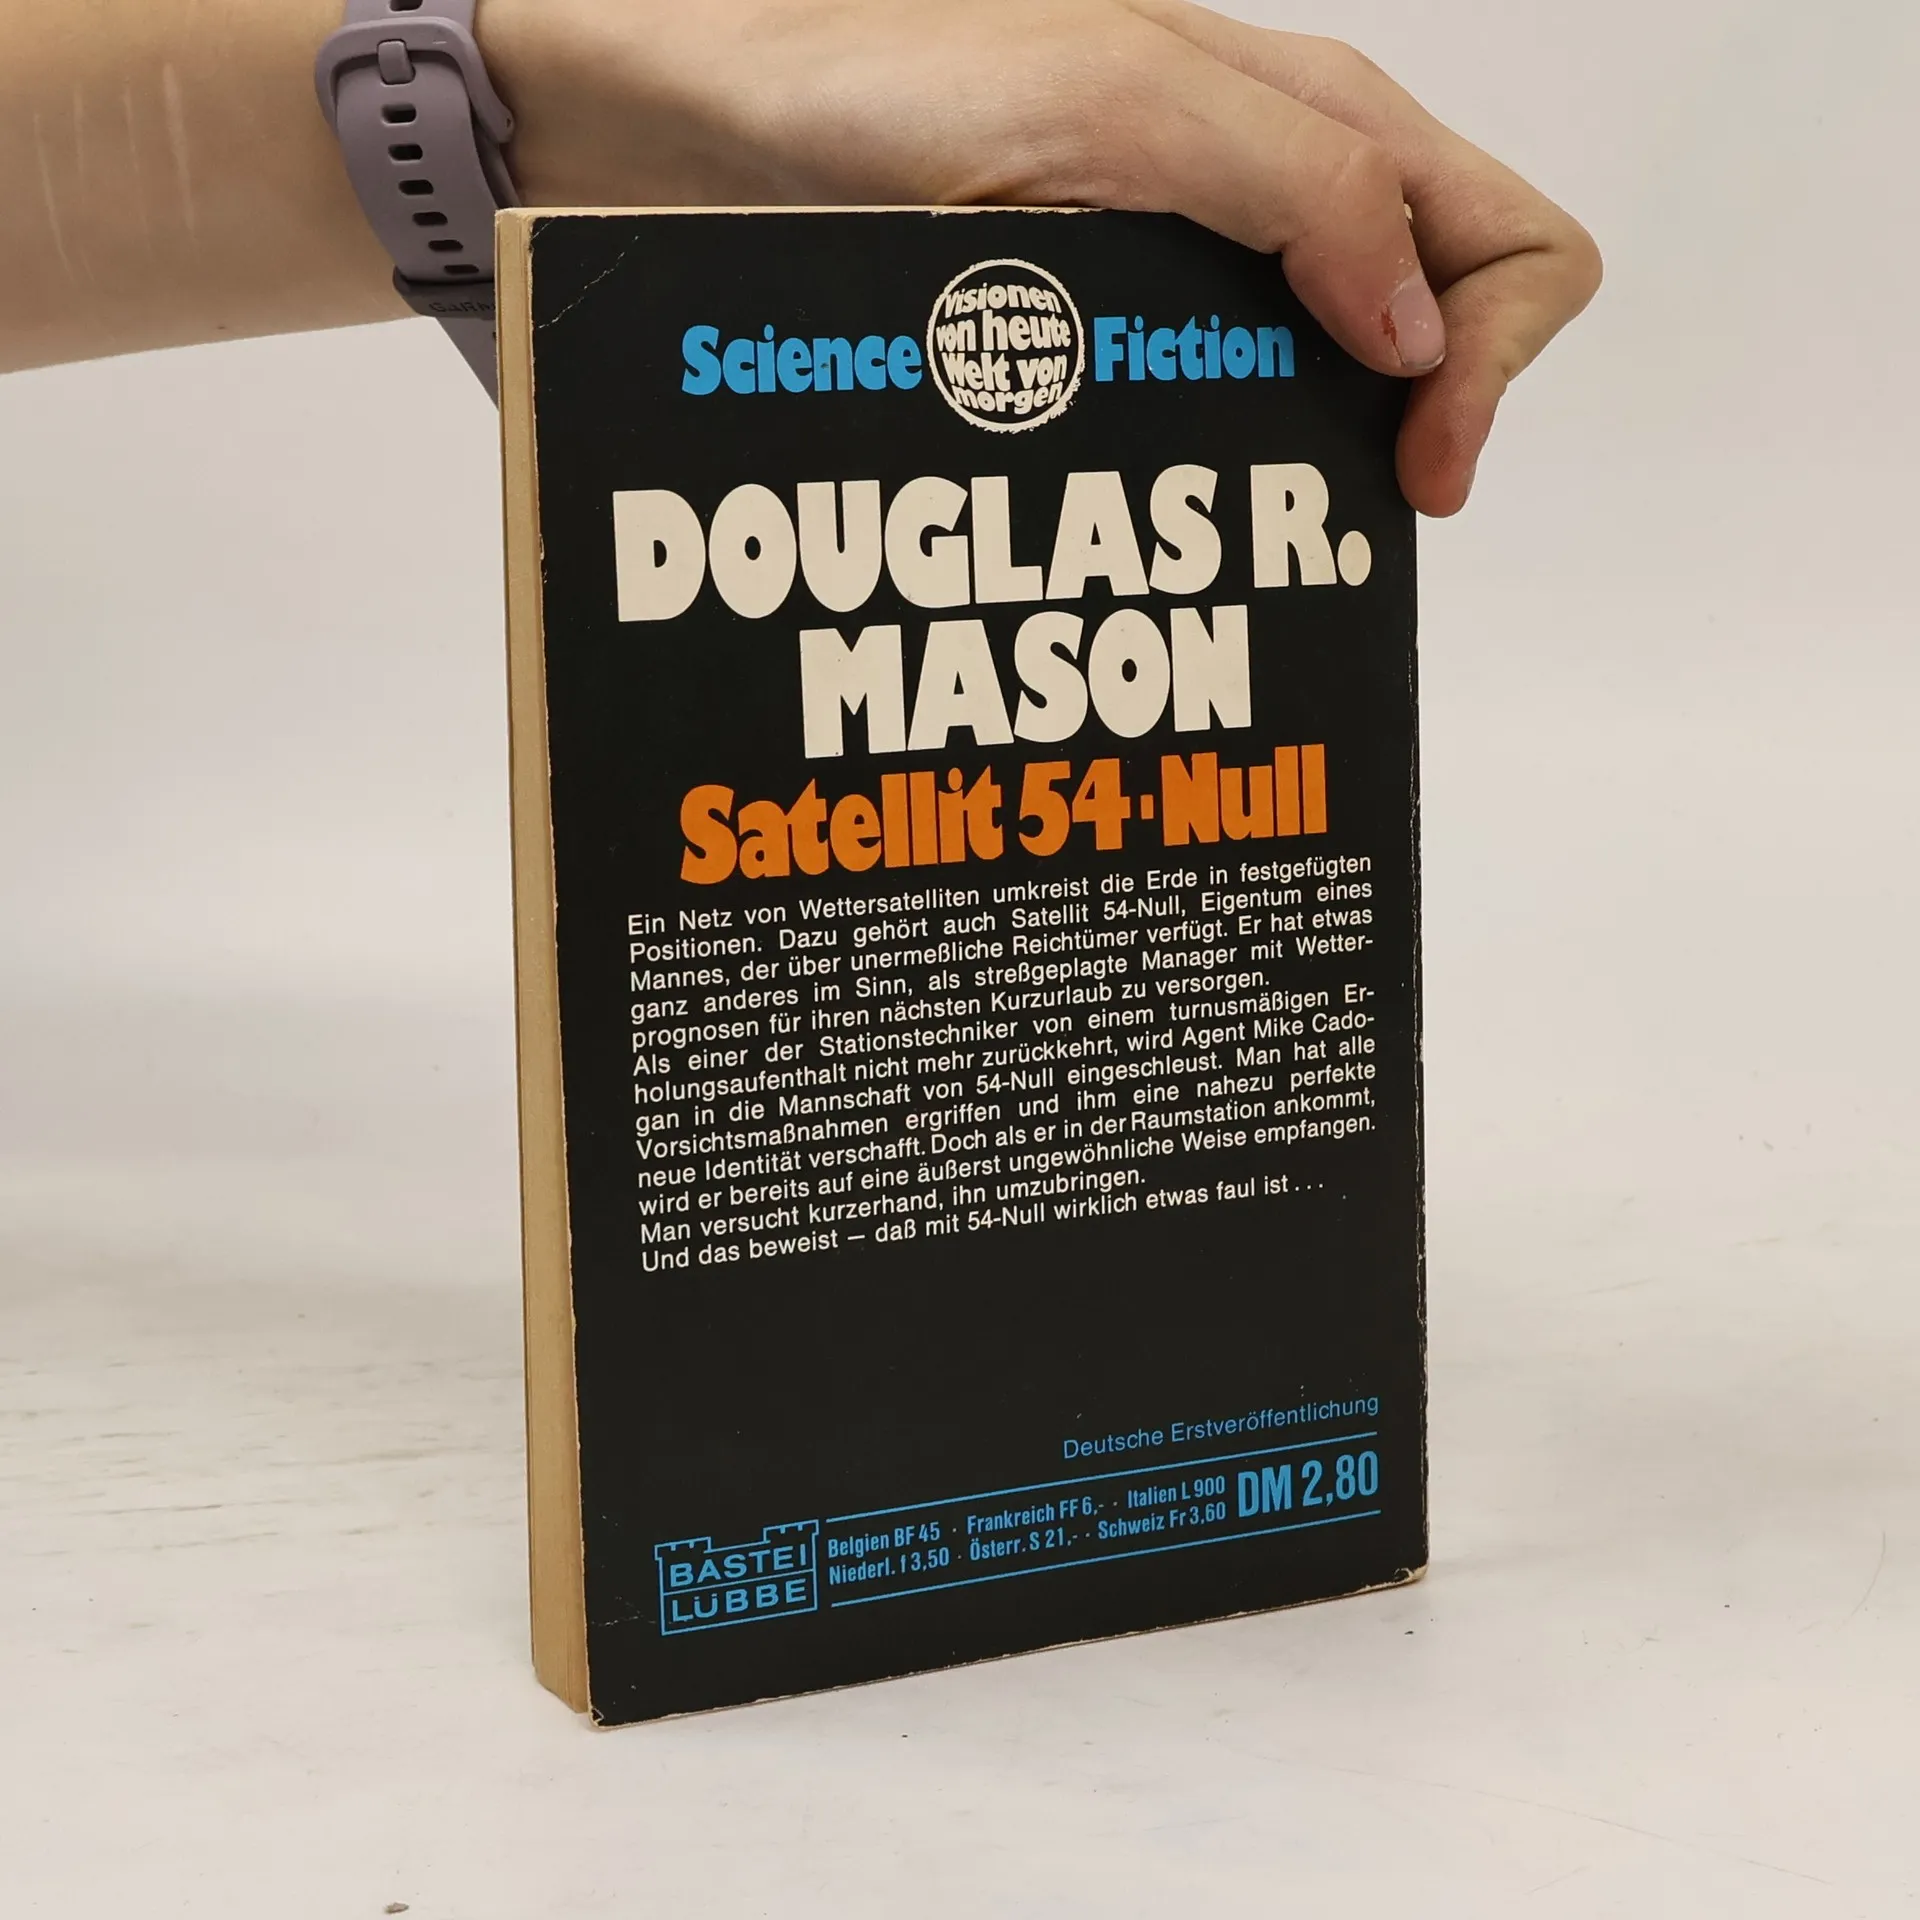 Science Fiction
Visionen
von heute
Welt von
morgen
DOUGLAS R.
MASON
Satellit 54·Null
Ein Netz von Wettersatelliten umkreist die Erde in festgefügten
Positionen. Dazu gehört auch Satellit 54-Null, Eigentum eines
Mannes, der über unermeßliche Reichtümer verfügt. Er hat etwas
ganz anderes im Sinn, als streßgeplagte Manager mit Wetter-
prognosen für ihren nächsten Kurzurlaub zu versorgen.
Als einer der Stationstechniker von einem turnusmäßigen Er-
holungsaufenthalt nicht mehr zurückkehrt, wird Agent Mike Cado-
gan in die Mannschaft von 54-Null eingeschleust. Man hat alle
Vorsichtsmaßnahmen ergriffen und ihm eine nahezu perfekte
neue Identität verschafft. Doch als er in der Raumstation ankommt,
wird er bereits auf eine äußerst ungewöhnliche Weise empfangen.
Man versucht kurzerhand, ihn umzubringen.
Und das beweist – daß mit 54-Null wirklich etwas faul ist...
Deutsche Erstveröffentlichung
BASTEI
LÜBBE
Belgien BF 45 · Frankreich FF 6,- · Italien L 900
Niederl. f 3,50 · Österr. S 21,- · Schweiz Fr 3,60
DM 2,80